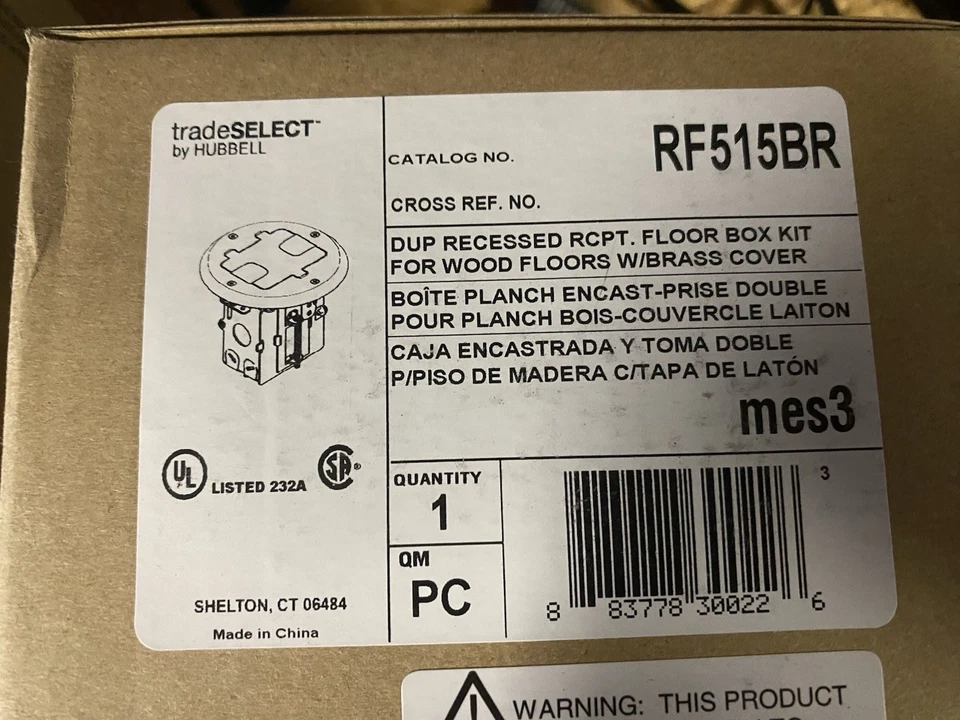 tradeSELECT™
by HUBBELL
CATALOG NO. RF515BR
CROSS REF. NO.
DUP RECESSED RCPT. FLOOR BOX KIT
FOR WOOD FLOORS W/BRASS COVER
BOÎTE PLANCH ENCAST-PRISE DOUBLE
POUR PLANCH BOIS-COUVERCLE LAITON
CAJA ENCASTRADA Y TOMA DOBLE
P/PISO DE MADERA C/TAPA DE LATÓN
mes3
UL LISTED 232A SA®
QUANTITY
1
QM
PC
3
8 83778 30022 6
SHELTON, CT 06484
Made in China
WARNING: THIS PRODUCT